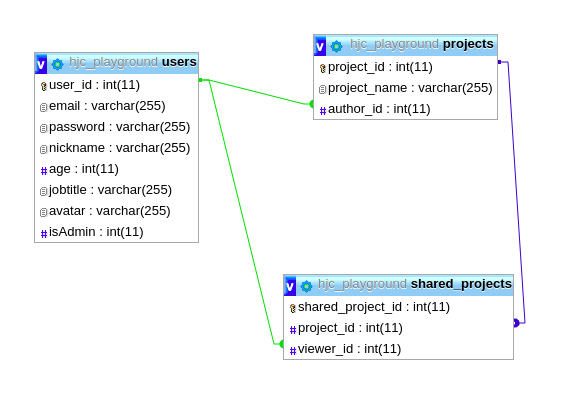 v hjc_playground users
user_id : int(11)
email : varchar(255)
password : varchar(255)
nickname : varchar(255)
age : int(11)
jobtitle : varchar(255)
avatar : varchar(255)
isAdmin : int(11)
v hjc_playground projects
project_id : int(11)
project_name : varchar(255)
author_id : int(11)
v hjc_playground shared_projects
shared_project_id : int(11)
project_id : int(11)
viewer_id : int(11)